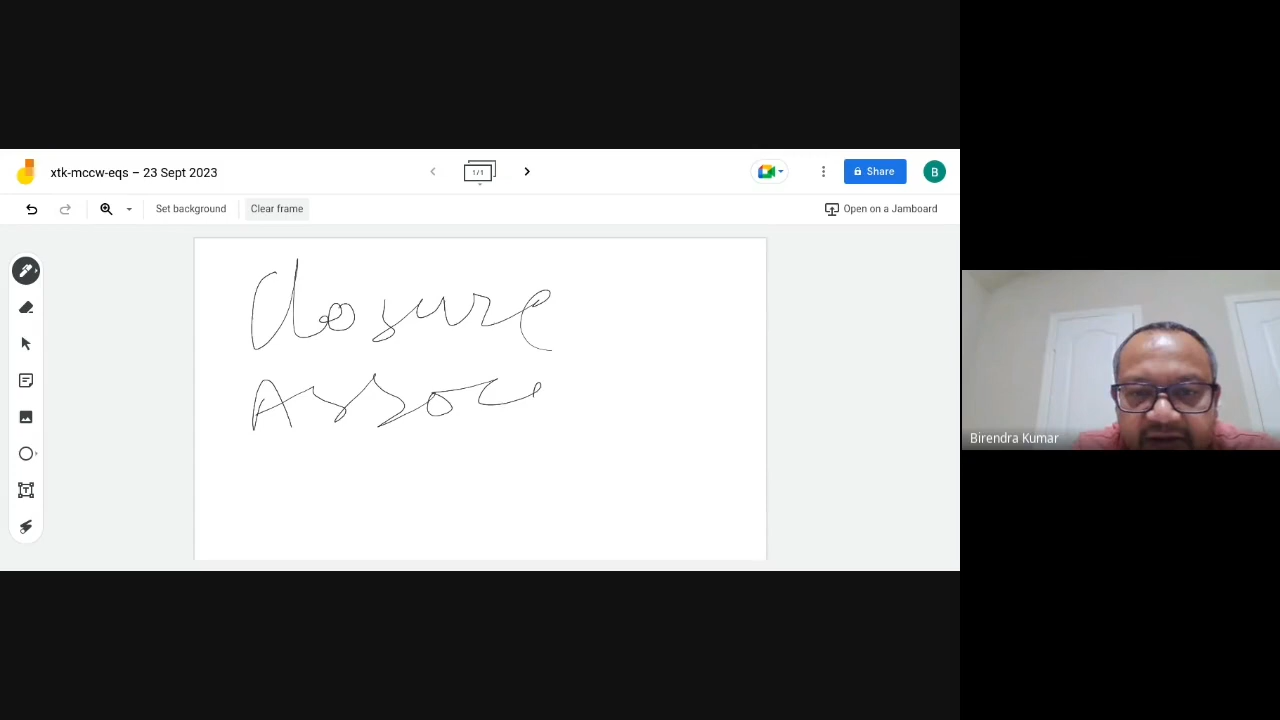 xtk-mccw-eqs – 23 Sept 2023
1/1
Share
B
Set background
Clear frame
Open on a Jamboard
Closure
Assoc
Birendra Kumar